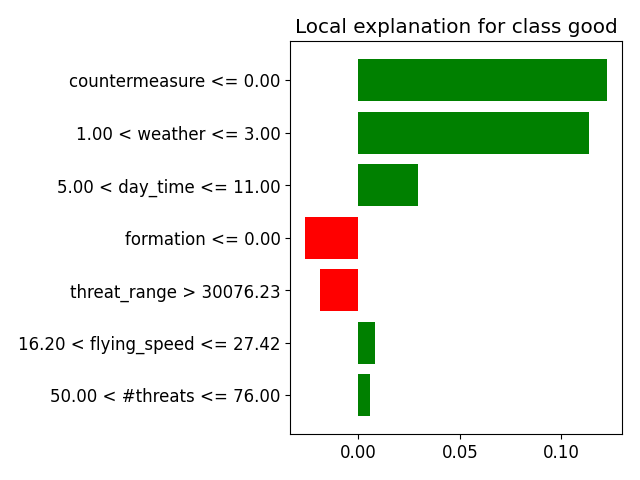 Local explanation for class good
countermeasure <= 0.00
1.00 < weather <= 3.00
5.00 < day_time <= 11.00
formation <= 0.00
threat_range > 30076.23
16.20 < flying_speed <= 27.42
50.00 < #threats <= 76.00
0.00 0.05 0.10